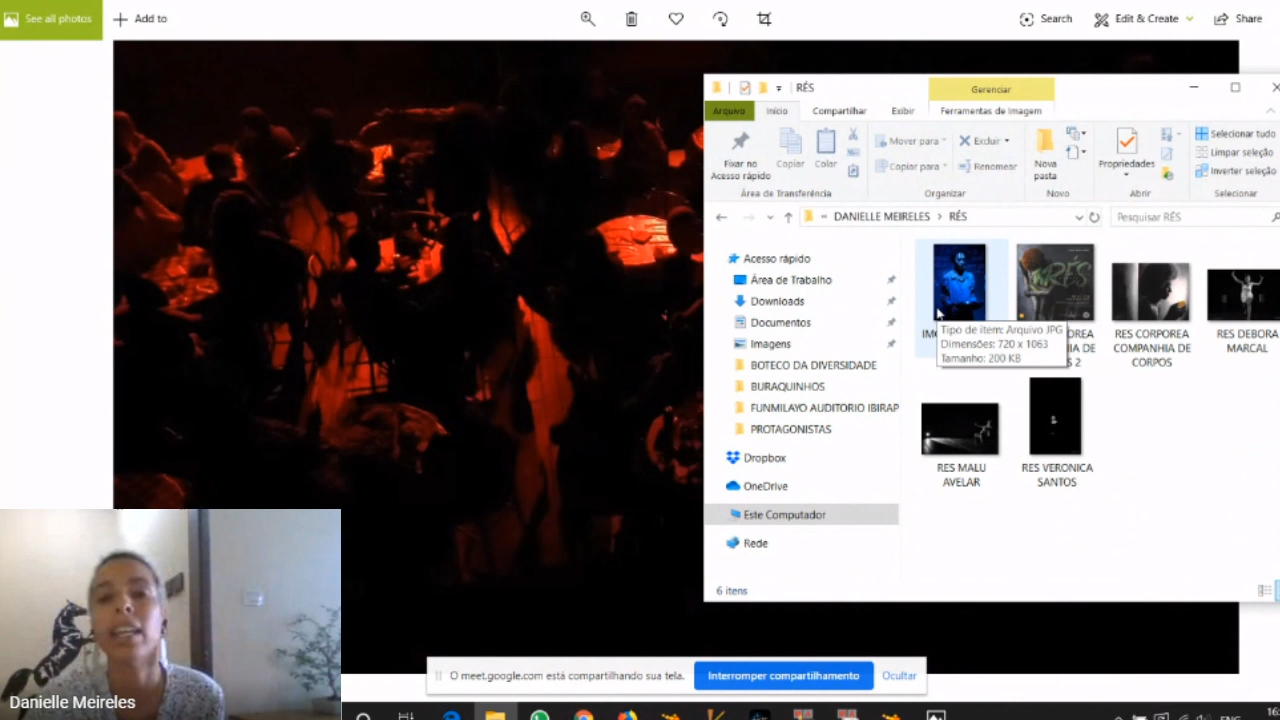 See all photos
Add to
Search
Edit & Create
Share
RÉS
Gerenciar
Arquivo
Início
Compartilhar
Exibir
Ferramentas de Imagem
Fixar no
Acesso rápido
Copiar
Colar
Mover para
Copiar para
Excluir
Renomear
Nova
pasta
Propriedades
Selecionar tudo
Limpar seleção
Inverter seleção
Área de Transferência
Organizar
Novo
Abrir
Selecionar
DANIELLE MEIRELES
RÉS
Pesquisar RÉS
Acesso rápido
Área de Trabalho
Downloads
Documentos
Imagens
BOTECO DA DIVERSIDADE
BURAQUINHOS
FUNMILAYO AUDITORIO IBIRAP
PROTAGONISTAS
Dropbox
OneDrive
Este Computador
Rede
RÉS
Tipo de item: Arquivo JPG
Dimensões: 720 x 1063
Tamanho: 200 KB
RES CORPOREA
COMPANHIA DE
CORPOS
RES DEBORA
MARCAL
RES MALU
AVELAR
RES VERONICA
SANTOS
6 itens
O meet.google.com está compartilhando sua tela.
Interromper compartilhamento
Ocultar
Danielle Meireles